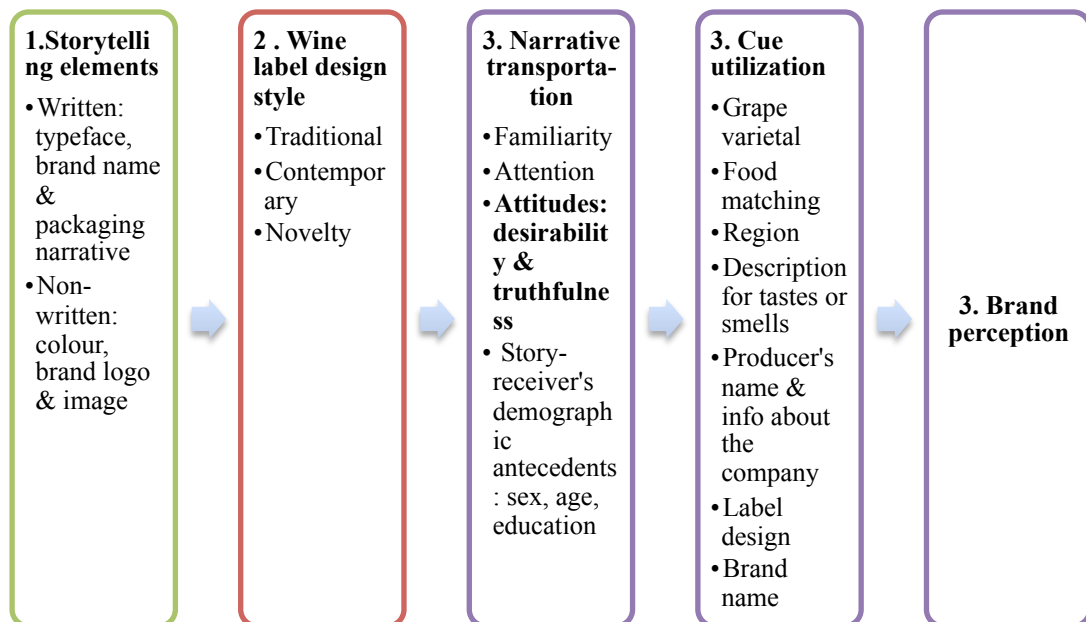 1.Storytelli
ng elements
•Written:
typeface,
brand name
&
packaging
narrative
•Non-
written:
colour,
brand logo
& image
2 . Wine
label design
style
•Traditional
•Contempor
ary
•Novelty
3. Narrative
transporta-
tion
•Familiarity
•Attention
•Attitudes:
desirabilit
y &
truthfulne
ss
• Story-
receiver's
demograph
ic
antecedents
: sex, age,
education
3. Cue
utilization
•Grape
varietal
•Food
matching
•Region
•Description
for tastes or
smells
•Producer's
name &
info about
the
company
•Label
design
•Brand
name
3. Brand
perception